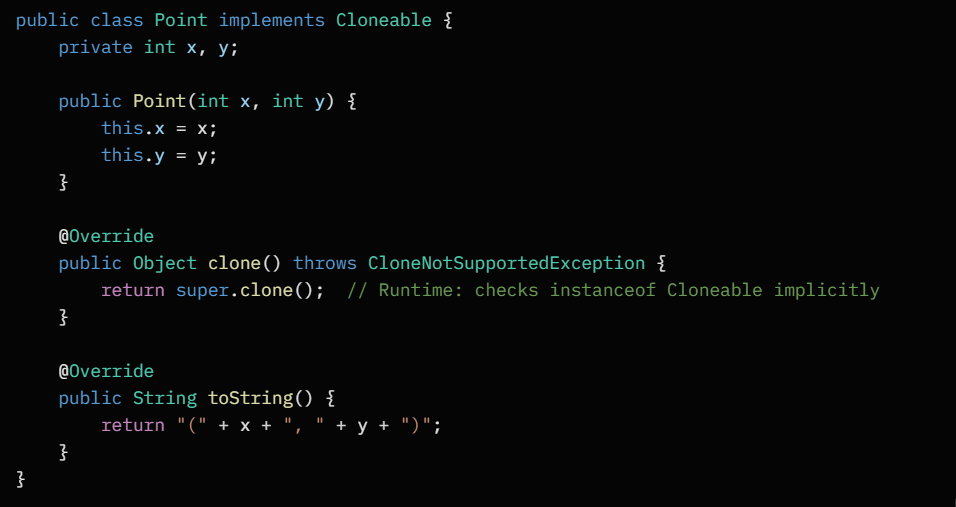 public class Point implements Cloneable {
    private int x, y;

    public Point(int x, int y) {
        this.x = x;
        this.y = y;
    }

    @Override
    public Object clone() throws CloneNotSupportedException {
        return super.clone();  // Runtime: checks instanceof Cloneable implicitly
    }

    @Override
    public String toString() {
        return "(" + x + ", " + y + ")";
    }
}